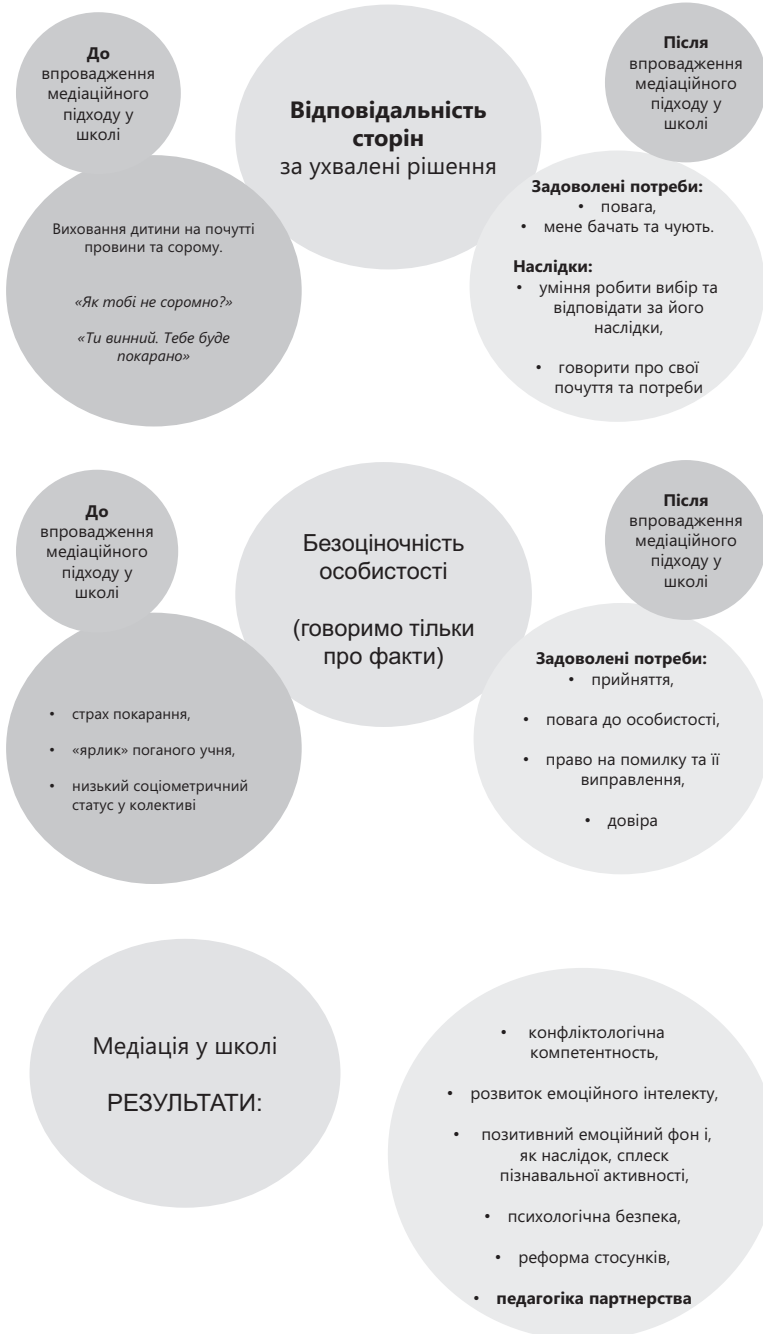 До
впровадження
медіаційного
підходу у
школі
Відповідальність
сторін
за ухвалені рішення
Після
впровадження
медіаційного
підходу у
школі
Виховання дитини на почутті
провини та сорому.
«Як тобі не соромно?»
«Ти винний. Тебе буде
покарано»
Задоволені потреби:
• повага,
• мене бачать та чують.
Наслідки:
• уміння робити вибір та
відповідати за його
наслідки,
• говорити про свої
почуття та потреби
До
впровадження
медіаційного
підходу у
школі
Безоціночність
особистості
(говоримо тільки
про факти)
Після
впровадження
медіаційного
підходу у
школі
• страх покарання,
• «ярлик» поганого учня,
• низький соціометричний
статус у колективі
Задоволені потреби:
• прийняття,
• повага до особистості,
• право на помилку та її
виправлення,
• довіра
Медіація у школі
РЕЗУЛЬТАТИ:
• конфліктологічна
компетентность,
• розвиток емоційного інтелекту,
• позитивний емоційний фон і,
як наслідок, сплеск
пізнавальної активності,
• психологічна безпека,
• реформа стосунків,
• педагогіка партнерства